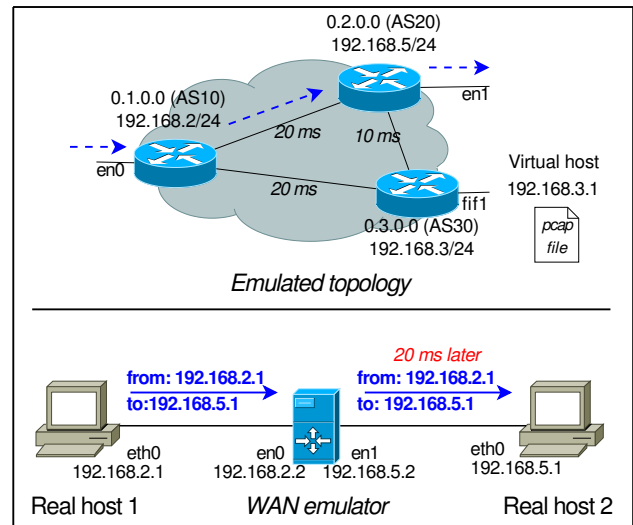 0.2.0.0 (AS20)
192.168.5/24
0.1.0.0 (AS10)
192.168.2/24
en1
20 ms
10 ms
en0
20 ms
Virtual host
192.168.3.1
fif1
pcap
file
0.3.0.0 (AS30)
192.168.3/24
Emulated topology
20 ms later
from: 192.168.2.1
to:192.168.5.1
from: 192.168.2.1
to: 192.168.5.1
eth0
192.168.2.1
en0
192.168.2.2
en1
192.168.5.2
eth0
192.168.5.1
Real host 1
WAN emulator
Real host 2